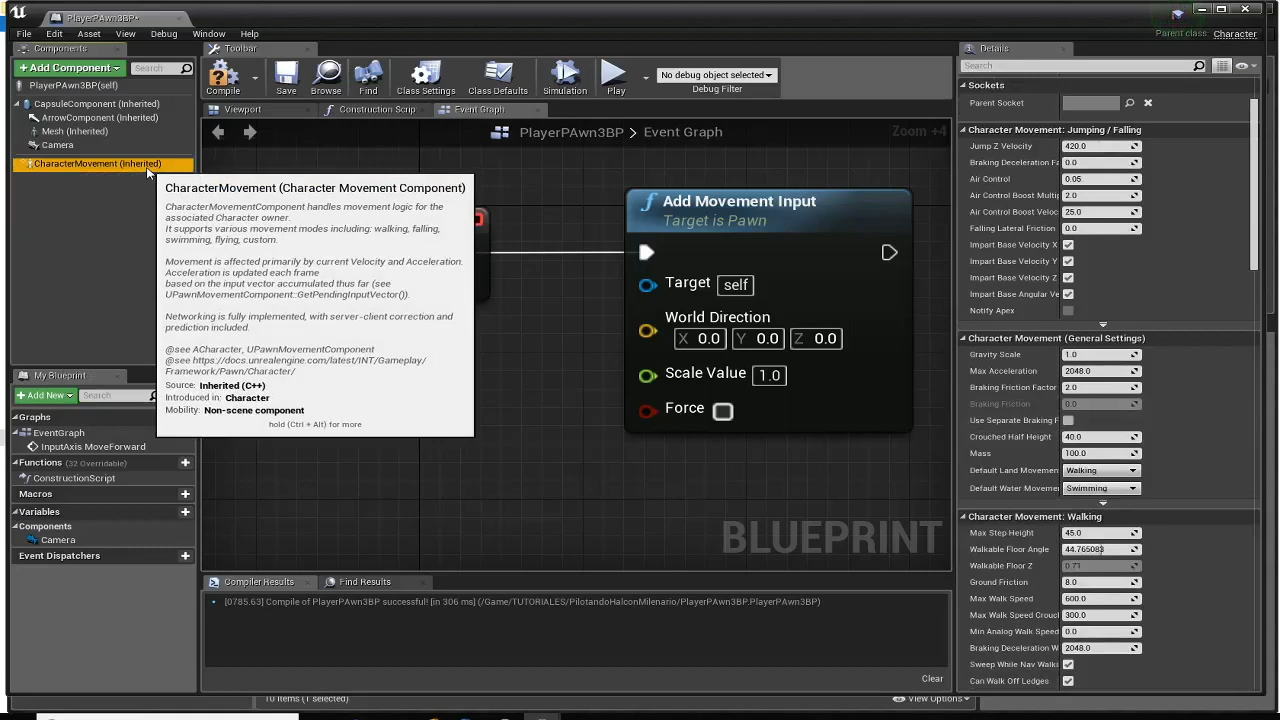 PlayerPAwn3BP*
Parent class: Character
File Edit Asset View Debug Window Help
Components
Toolbar
Details
+ Add Component
Search
Compile
Save
Browse
Find
Class Settings
Class Defaults
Simulation
Play
No debug object selected
Debug Filter
Search
PlayerPAwn3BP(self)
CapsuleComponent (Inherited)
ArrowComponent (Inherited)
Mesh (Inherited)
Camera
CharacterMovement (Inherited)
Viewport
Construction Scrip
Event Graph
PlayerPAwn3BP > Event Graph
Zoom +4
CharacterMovement (Character Movement Component)
CharacterMovementComponent handles movement logic for the
associated Character owner.
It supports various movement modes including: walking, falling,
swimming, flying, custom.
Movement is affected primarily by current Velocity and Acceleration.
Acceleration is updated each frame
based on the input vector accumulated thus far (see
UPawnMovementComponent::GetPendingInputVector()).
Networking is fully implemented, with server-client correction and
prediction included.
@see ACharacter, UPawnMovementComponent
@see https://docs.unrealengine.com/latest/INT/Gameplay/
Framework/Pawn/Character/
Source: Inherited (C++)
Introduced in: Character
Mobility: Non-scene component
hold (Ctrl + Alt) for more
f Add Movement Input
Target is Pawn
Target self
World Direction
X 0.0 Y 0.0 Z 0.0
Scale Value 1.0
Force
BLUEPRINT
My Blueprint
+ Add New
Search
Graphs
EventGraph
InputAxis MoveForward
Functions (32 Overridable)
ConstructionScript
Macros
Variables
Components
Camera
Event Dispatchers
Compiler Results
Find Results
[0785.63] Compile of PlayerPAwn3BP successful! [in 306 ms] (/Game/TUTORIALES/PilotandoHalconMilenario/PlayerPAwn3BP.PlayerPAwn3BP)
Clear
10 items (1 selected)
View Options
Sockets
Parent Socket
Character Movement: Jumping / Falling
Jump Z Velocity 420.0
Braking Deceleration Fa 0.0
Air Control 0.05
Air Control Boost Multip 2.0
Air Control Boost Veloc 25.0
Falling Lateral Friction 0.0
Impart Base Velocity X
Impart Base Velocity Y
Impart Base Velocity Z
Impart Base Angular Ve
Notify Apex
Character Movement (General Settings)
Gravity Scale 1.0
Max Acceleration 2048.0
Braking Friction Factor 2.0
Braking Friction 0.0
Use Separate Braking F
Crouched Half Height 40.0
Mass 100.0
Default Land Movemen Walking
Default Water Moveme Swimming
Character Movement: Walking
Max Step Height 45.0
Walkable Floor Angle 44.765083
Walkable Floor Z 0.71
Ground Friction 8.0
Max Walk Speed 600.0
Max Walk Speed Crouc 300.0
Min Analog Walk Speed 0.0
Braking Deceleration W 2048.0
Sweep While Nav Walki
Can Walk Off Ledges